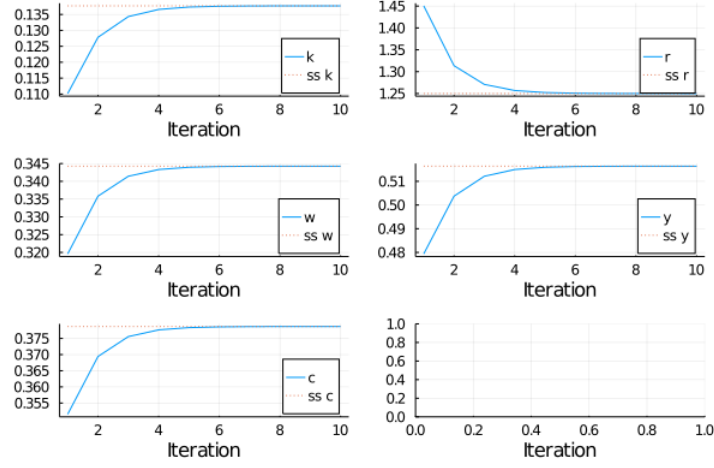 0.135
0.130
0.125
0.120
0.115
0.110
k
ss k
2 4 6 8 10
Iteration
1.45
1.40
1.35
1.30
1.25
r
ss r
2 4 6 8 10
Iteration
0.345
0.340
0.335
0.330
0.325
0.320
w
ss w
2 4 6 8 10
Iteration
0.51
0.50
0.49
0.48
y
ss y
2 4 6 8 10
Iteration
0.375
0.370
0.365
0.360
0.355
c
ss c
2 4 6 8 10
Iteration
1.0
0.8
0.6
0.4
0.2
0.0
0.0 0.2 0.4 0.6 0.8 1.0
Iteration